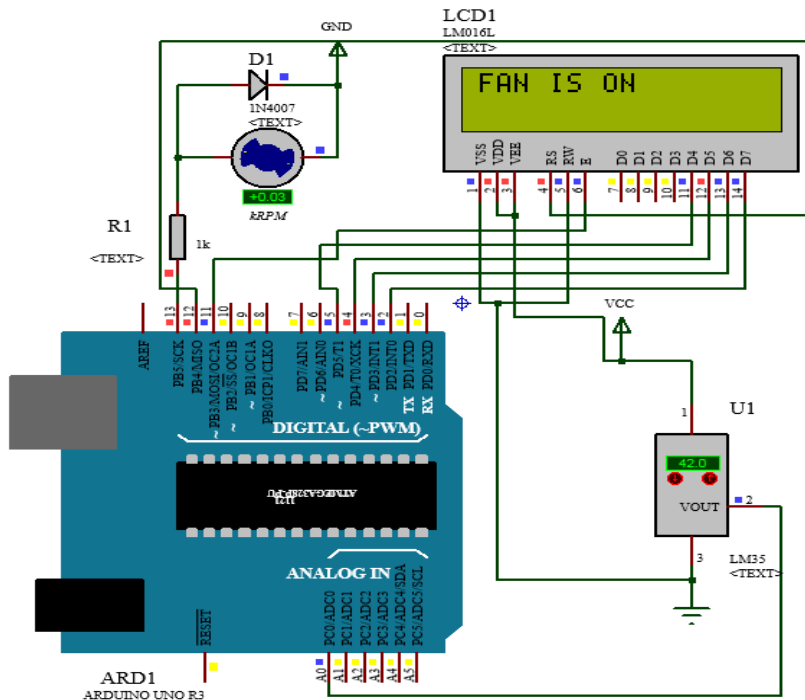 LCD1
LM016L
<TEXT>
GND
D1
1N4007
<TEXT>
FAN IS ON
VSS VDD VEE RS RW E D0 D1 D2 D3 D4 D5 D6 D7
1 2 3 4 5 6 7 8 9 10 11 12 13 14
+0.03
kRPM
R1
<TEXT>
1k
13 12 11 10 9 8 7 6 5 4 3 2 1 0
AREF
PB5/SCK
PB4/MISO
~PB3/MOSI/OC2A
~PB2/SS/OC1B
~PB1/OC1A
PB0/ICP1/CLKO
PD7/AIN1
~PD6/AIN0
~PD5/T1
PD4/T0/XCK
~PD3/INT1
PD2/INT0
TX PD1/TXD
RX PD0/RXD
DIGITAL (~PWM)
VCC
1
U1
42.0
VOUT
2
3
LM35
<TEXT>
ANALOG IN
RESET
PC0/ADC0
PC1/ADC1
PC2/ADC2
PC3/ADC3
PC4/ADC4/SDA
PC5/ADC5/SCL
A0 A1 A2 A3 A4 A5
ARD1
ARDUINO UNO R3